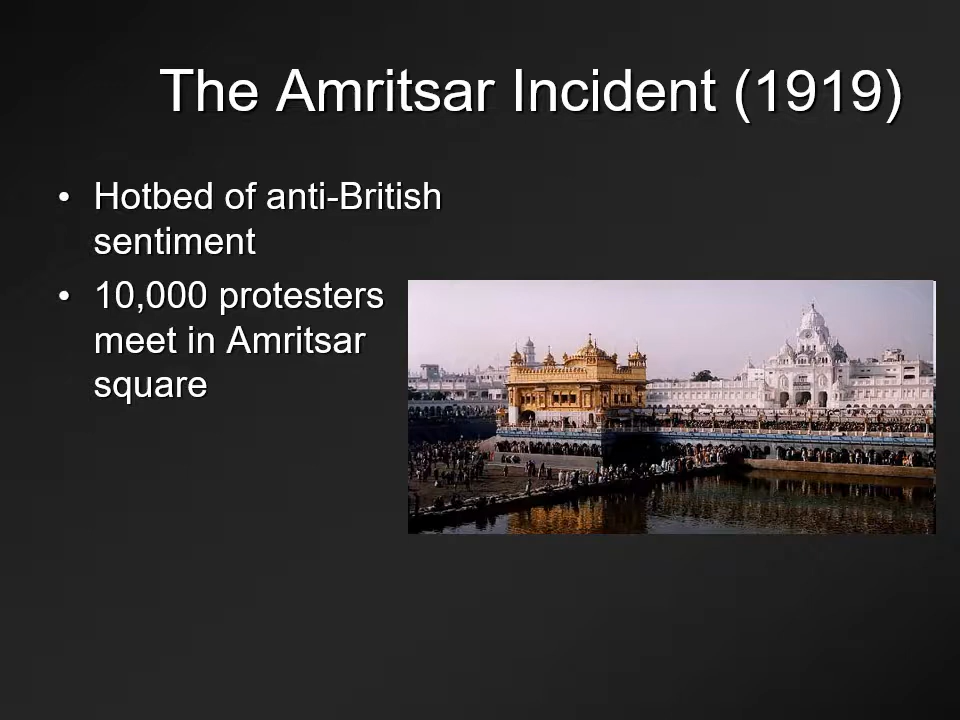 The Amritsar Incident (1919)
• Hotbed of anti-British
sentiment
• 10,000 protesters
meet in Amritsar
square